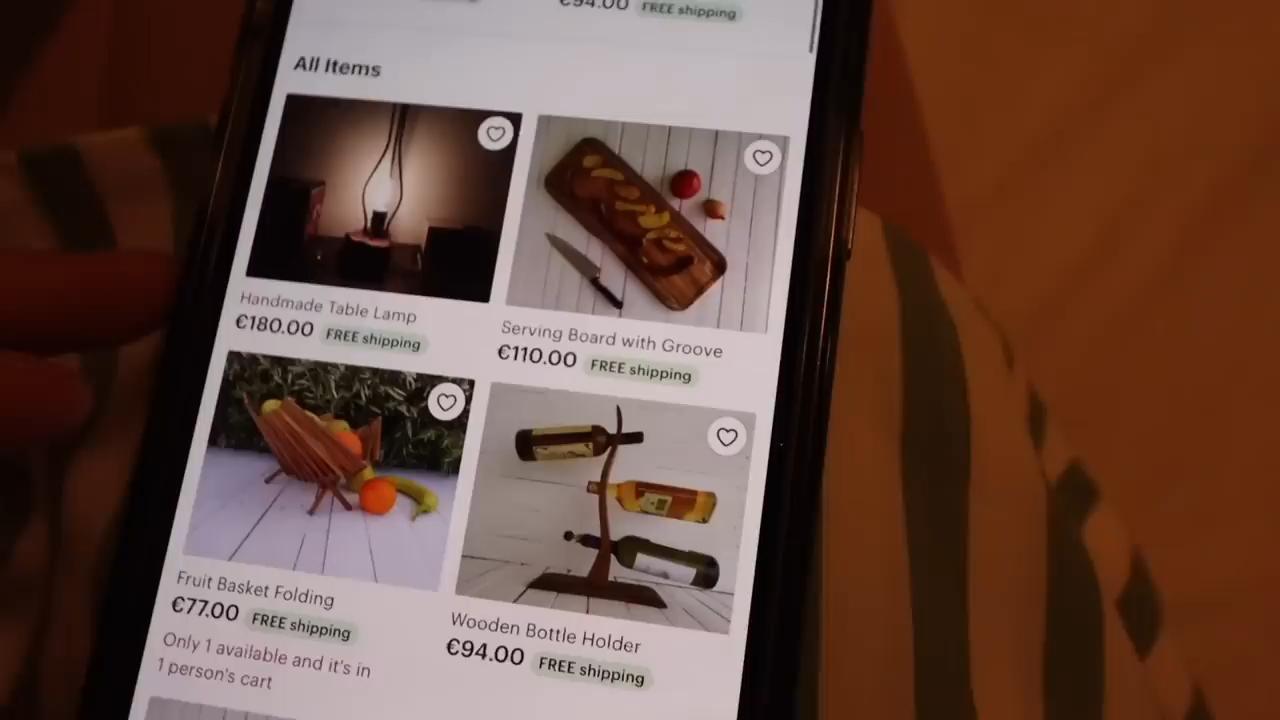 €94.00 FREE shipping
All Items
Handmade Table Lamp
€180.00 FREE shipping
Serving Board with Groove
€110.00 FREE shipping
Fruit Basket Folding
€77.00 FREE shipping
Only 1 available and it's in
1 person's cart
Wooden Bottle Holder
€94.00 FREE shipping